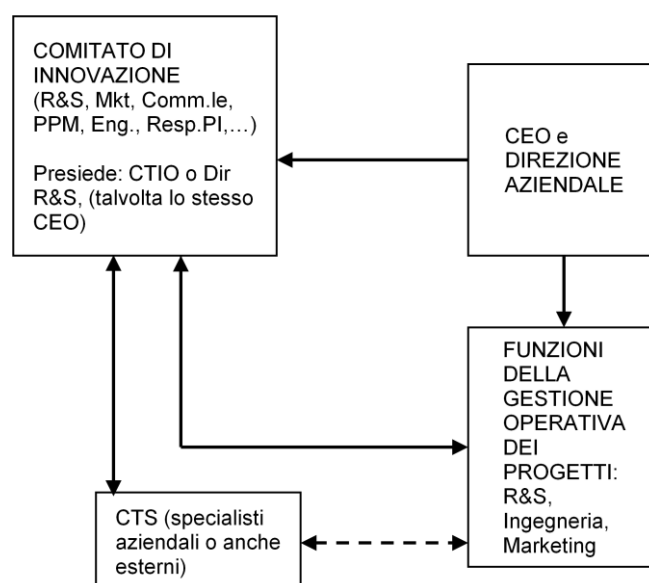 COMITATO DI
INNOVAZIONE
(R&S, Mkt, Comm.le,
PPM, Eng., Resp.PI,...)
Presiede: CTIO o Dir
R&S, (talvolta lo stesso
CEO)
CEO e
DIREZIONE
AZIENDALE
FUNZIONI
DELLA
GESTIONE
OPERATIVA
DEI
PROGETTI:
R&S,
Ingegneria,
Marketing
CTS (specialisti
aziendali o anche
esterni)